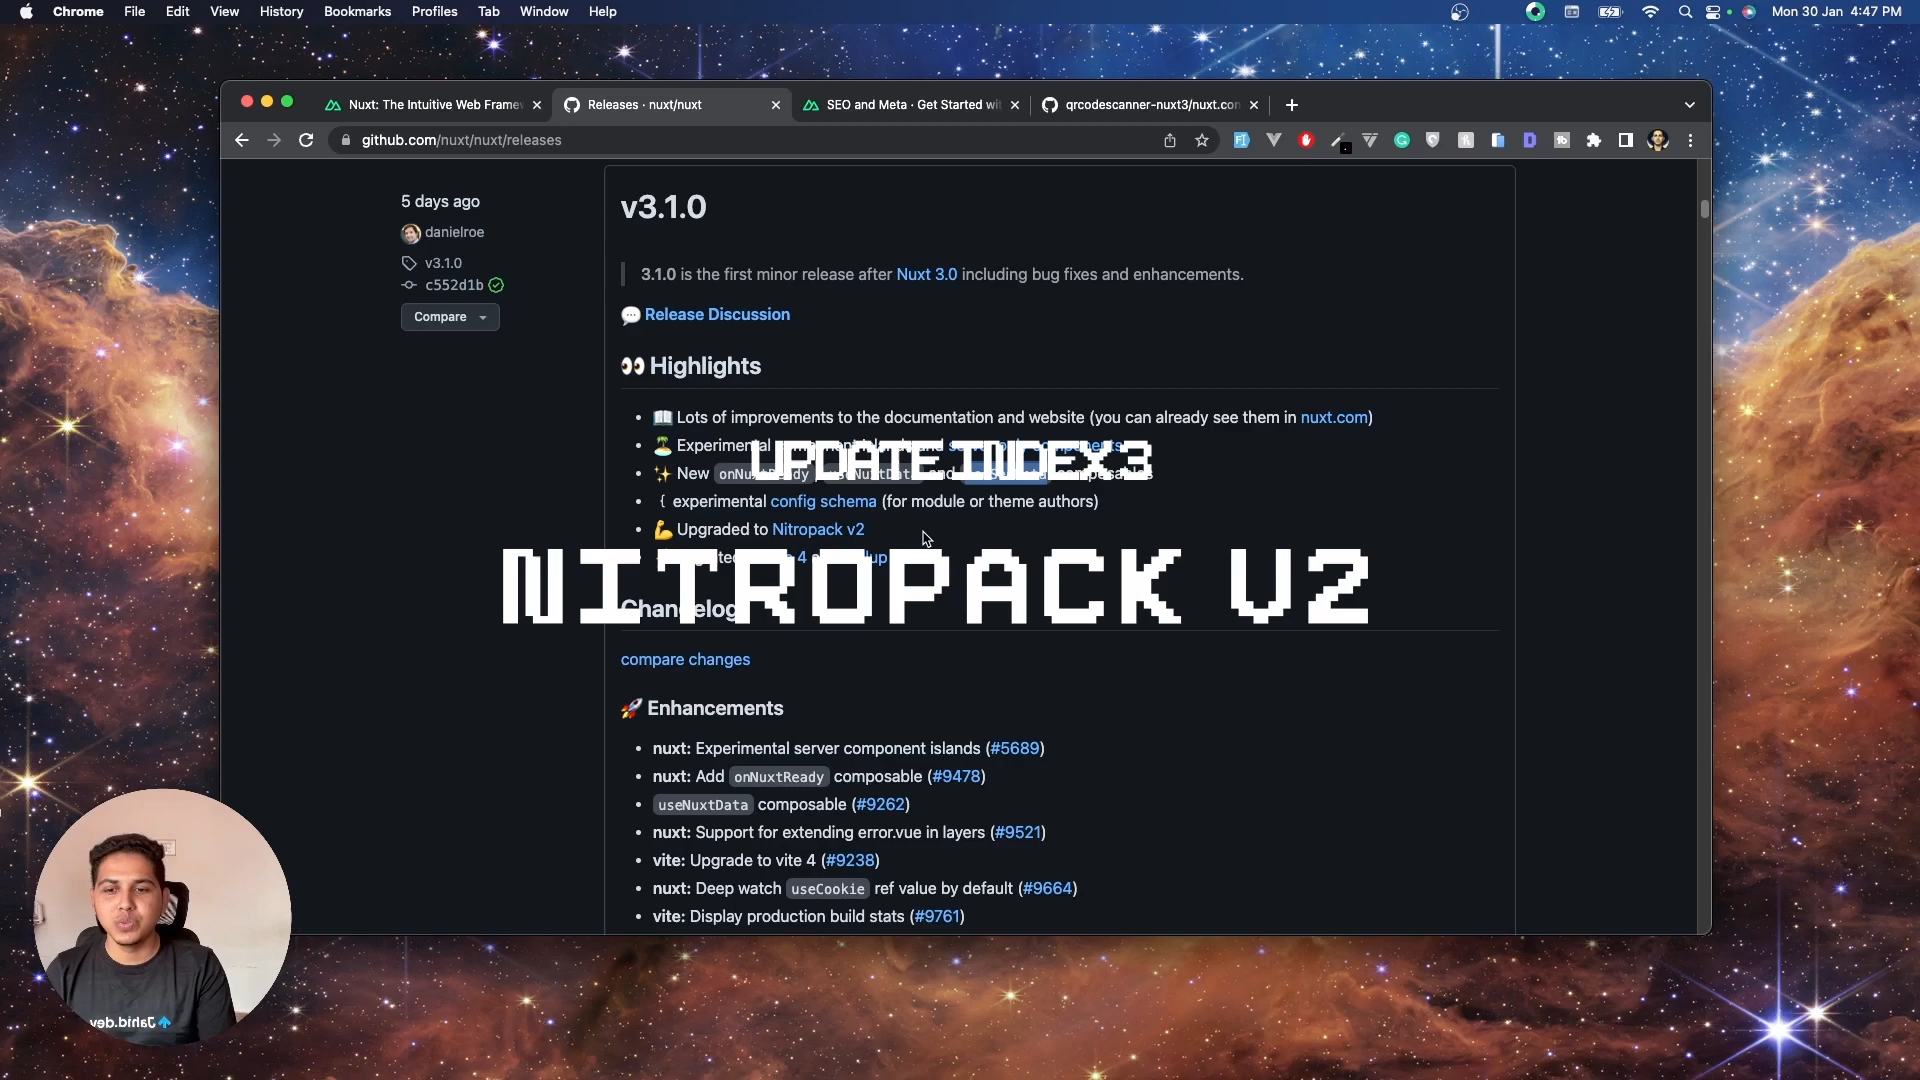 Chrome File Edit View History Bookmarks Profiles Tab Window Help Mon 30 Jan 4:47 PM
Nuxt: The Intuitive Web Framew Releases · nuxt/nuxt SEO and Meta · Get Started wit qrcodescanner-nuxt3/nuxt.con
github.com/nuxt/nuxt/releases
5 days ago
danielroe
v3.1.0
c552d1b
Compare
v3.1.0
3.1.0 is the first minor release after Nuxt 3.0 including bug fixes and enhancements.
💬 Release Discussion
👀 Highlights
• 📖 Lots of improvements to the documentation and website (you can already see them in nuxt.com)
• 🏝️ Experimental
• ✨ New onNuxtReady, useNuxtData and composables
UPDATE INDEX 3
• { experimental config schema (for module or theme authors)
• 💪 Upgraded to Nitropack v2
NITROPACK V2
Changelog
compare changes
🚀 Enhancements
• nuxt: Experimental server component islands (#5689)
• nuxt: Add onNuxtReady composable (#9478)
• useNuxtData composable (#9262)
• nuxt: Support for extending error.vue in layers (#9521)
• vite: Upgrade to vite 4 (#9238)
• nuxt: Deep watch useCookie ref value by default (#9664)
• vite: Display production build stats (#9761)